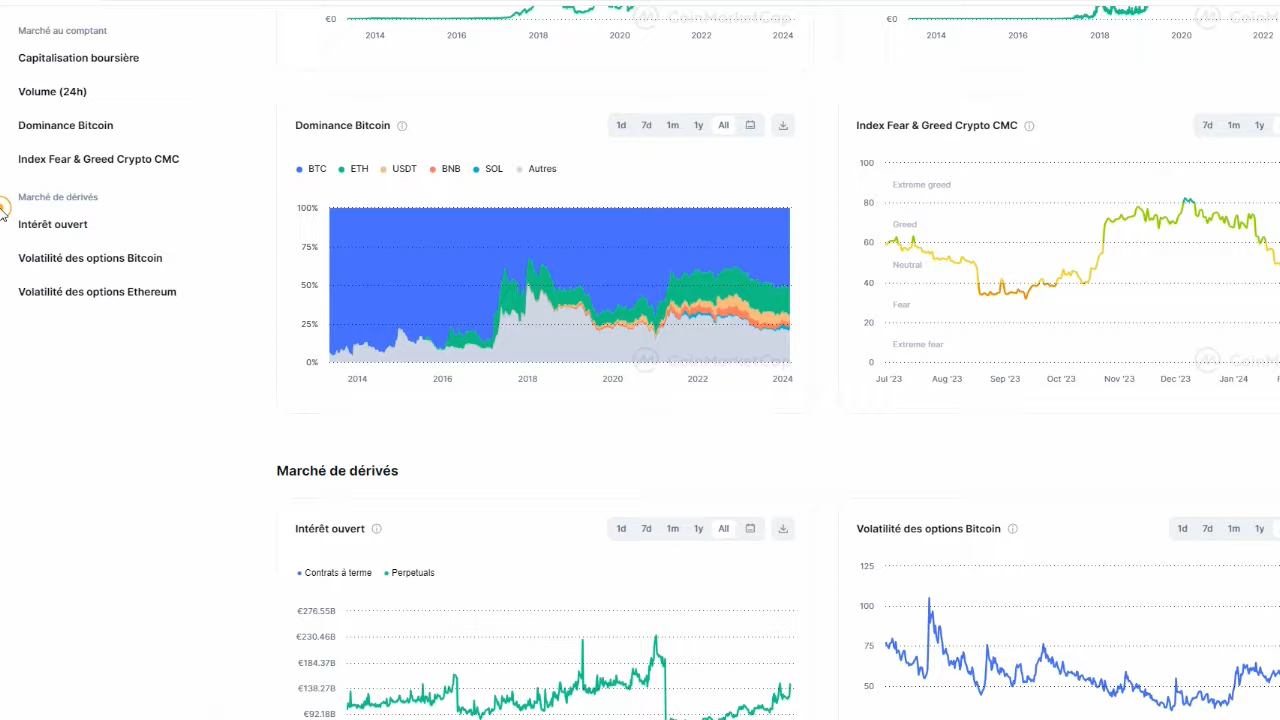 Marché au comptant
Capitalisation boursière
Volume (24h)
Dominance Bitcoin
Index Fear & Greed Crypto CMC
Marché de dérivés
Intérêt ouvert
Volatilité des options Bitcoin
Volatilité des options Ethereum
€0
CoinMarketCap
2014 2016 2018 2020 2022 2024
€0
CoinM
2014 2016 2018 2020 2022
Dominance Bitcoin
1d 7d 1m 1y All
BTC ETH USDT BNB SOL Autres
100%
75%
50%
25%
0%
CoinMarketCap
2014 2016 2018 2020 2022 2024
Index Fear & Greed Crypto CMC
7d 1m 1y
100
Extreme greed
80
Greed
60
Neutral
40
Fear
20
Extreme fear
0
CoinM
Jul '23 Aug '23 Sep '23 Oct '23 Nov '23 Dec '23 Jan '24 F
Marché de dérivés
Intérêt ouvert
1d 7d 1m 1y All
Contrats à terme Perpetuals
€276.55B
€230.46B
€184.37B
€138.27B
€92.18B
Volatilité des options Bitcoin
1d 7d 1m 1y
125
100
75
50